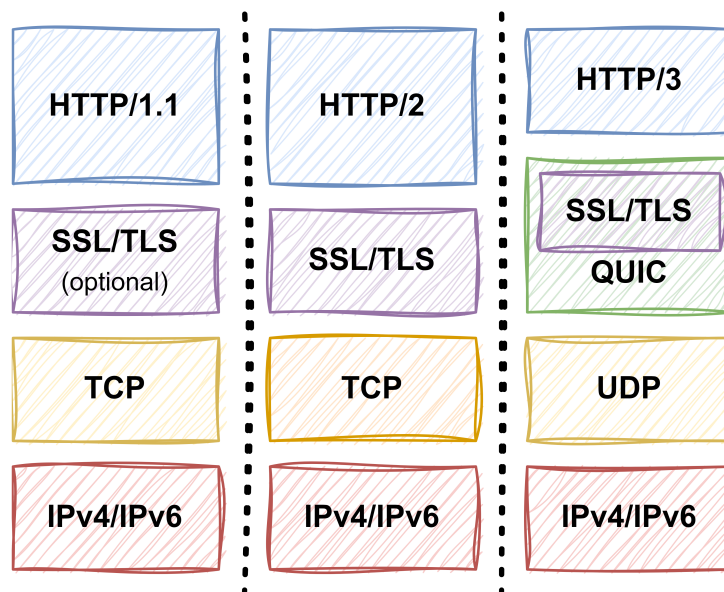 HTTP/1.1
SSL/TLS
(optional)
TCP
IPv4/IPv6
HTTP/2
SSL/TLS
TCP
IPv4/IPv6
HTTP/3
SSL/TLS
QUIC
UDP
IPv4/IPv6